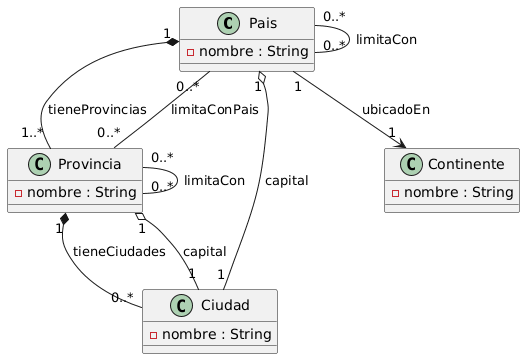 C Pais
nombre : String
0..*
0..*
limitaCon
1
0..*
1
1
tieneProvincias
limitaConPais
ubicadoEn
1..*
0..*
1
C Provincia
nombre : String
0..*
0..*
limitaCon
capital
C Continente
nombre : String
1
1
tieneCiudades
capital
0..*
1
1
C Ciudad
nombre : String